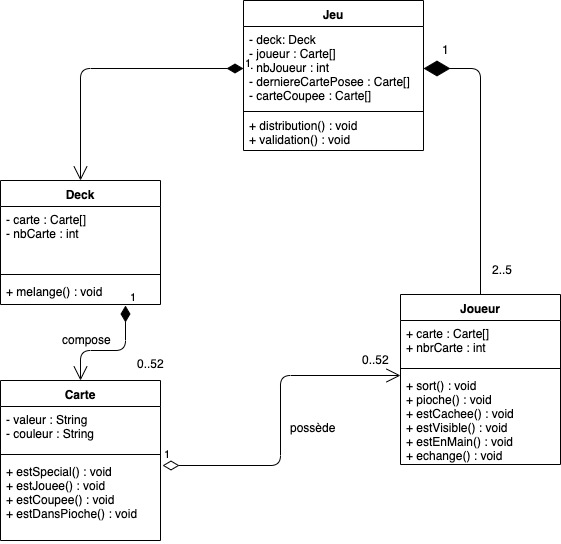 Jeu
- deck: Deck
- joueur : Carte[]
- nbJoueur : int
- derniereCartePosee : Carte[]
- carteCoupee : Carte[]
+ distribution() : void
+ validation() : void
1
1
Deck
- carte : Carte[]
- nbCarte : int
+ melange() : void
1
compose
0..52
2..5
Joueur
+ carte : Carte[]
+ nbrCarte : int
+ sort() : void
+ pioche() : void
+ estCachee() : void
+ estVisible() : void
+ estEnMain() : void
+ echange() : void
0..52
possède
1
Carte
- valeur : String
- couleur : String
+ estSpecial() : void
+ estJouee() : void
+ estCoupee() : void
+ estDansPioche() : void